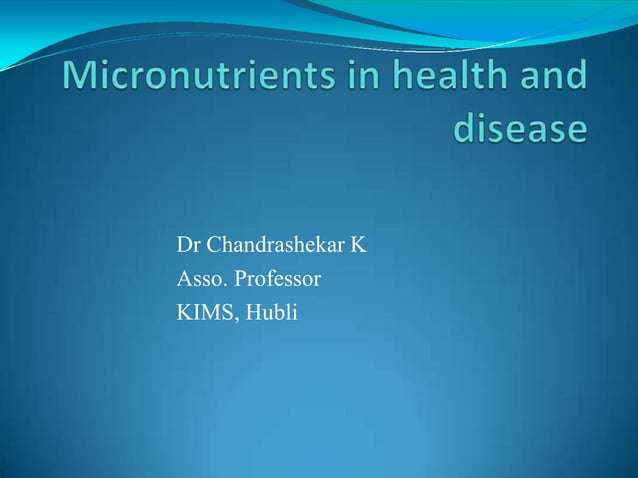 Micronutrients in health and
disease
Dr Chandrashekar K
Asso. Professor
KIMS, Hubli